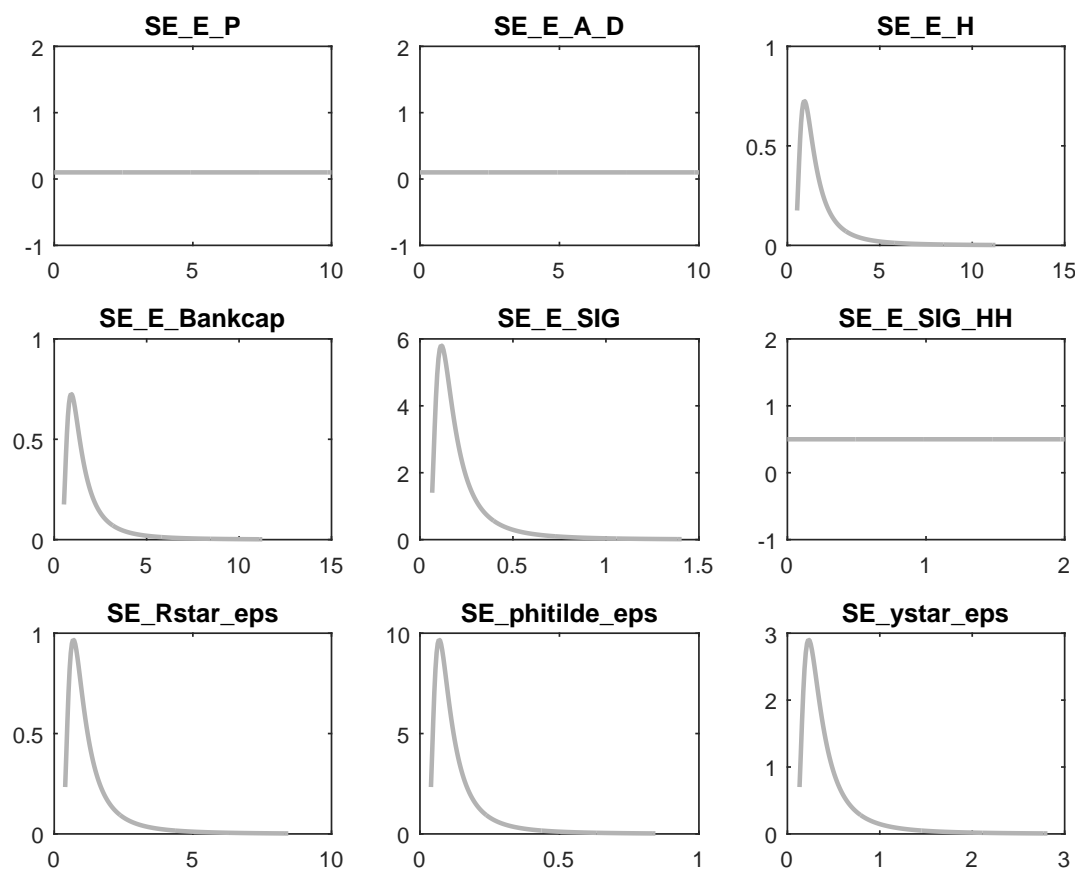 SE_E_P
2
1
0
-1
0 5 10
SE_E_A_D
2
1
0
-1
0 5 10
SE_E_H
1
0.5
0
0 5 10 15
SE_E_Bankcap
1
0.5
0
0 5 10 15
SE_E_SIG
6
4
2
0
0 0.5 1 1.5
SE_E_SIG_HH
2
1
0
-1
0 1 2
SE_Rstar_eps
1
0.5
0
0 5 10
SE_phitilde_eps
10
5
0
0 0.5 1
SE_ystar_eps
3
2
1
0
0 1 2 3